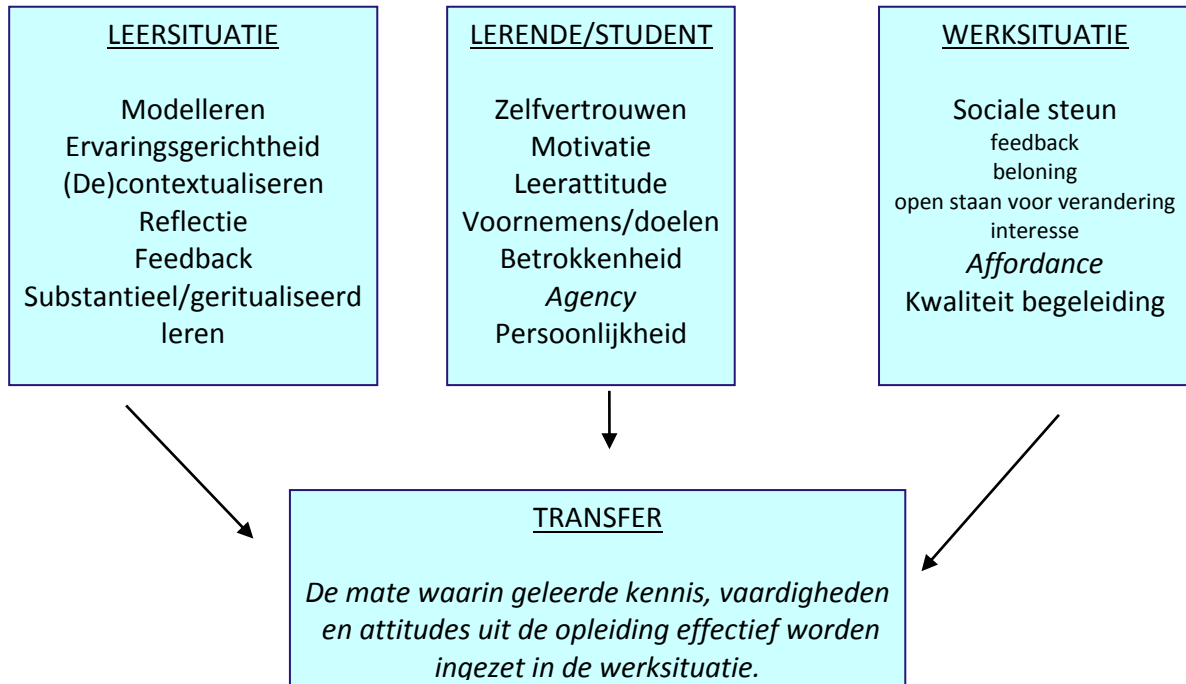 LEERSITUATIE
Modelleren
Ervaringsgerichtheid
(De)contextualiseren
Reflectie
Feedback
Substantieel/geritualiseerd
leren
LERENDE/STUDENT
Zelfvertrouwen
Motivatie
Leerattitude
Voornemens/doelen
Betrokkenheid
Agency
Persoonlijkheid
WERKSITUATIE
Sociale steun
feedback
beloning
open staan voor verandering
interesse
Affordance
Kwaliteit begeleiding
TRANSFER
De mate waarin geleerde kennis, vaardigheden
en attitudes uit de opleiding effectief worden
ingezet in de werksituatie.